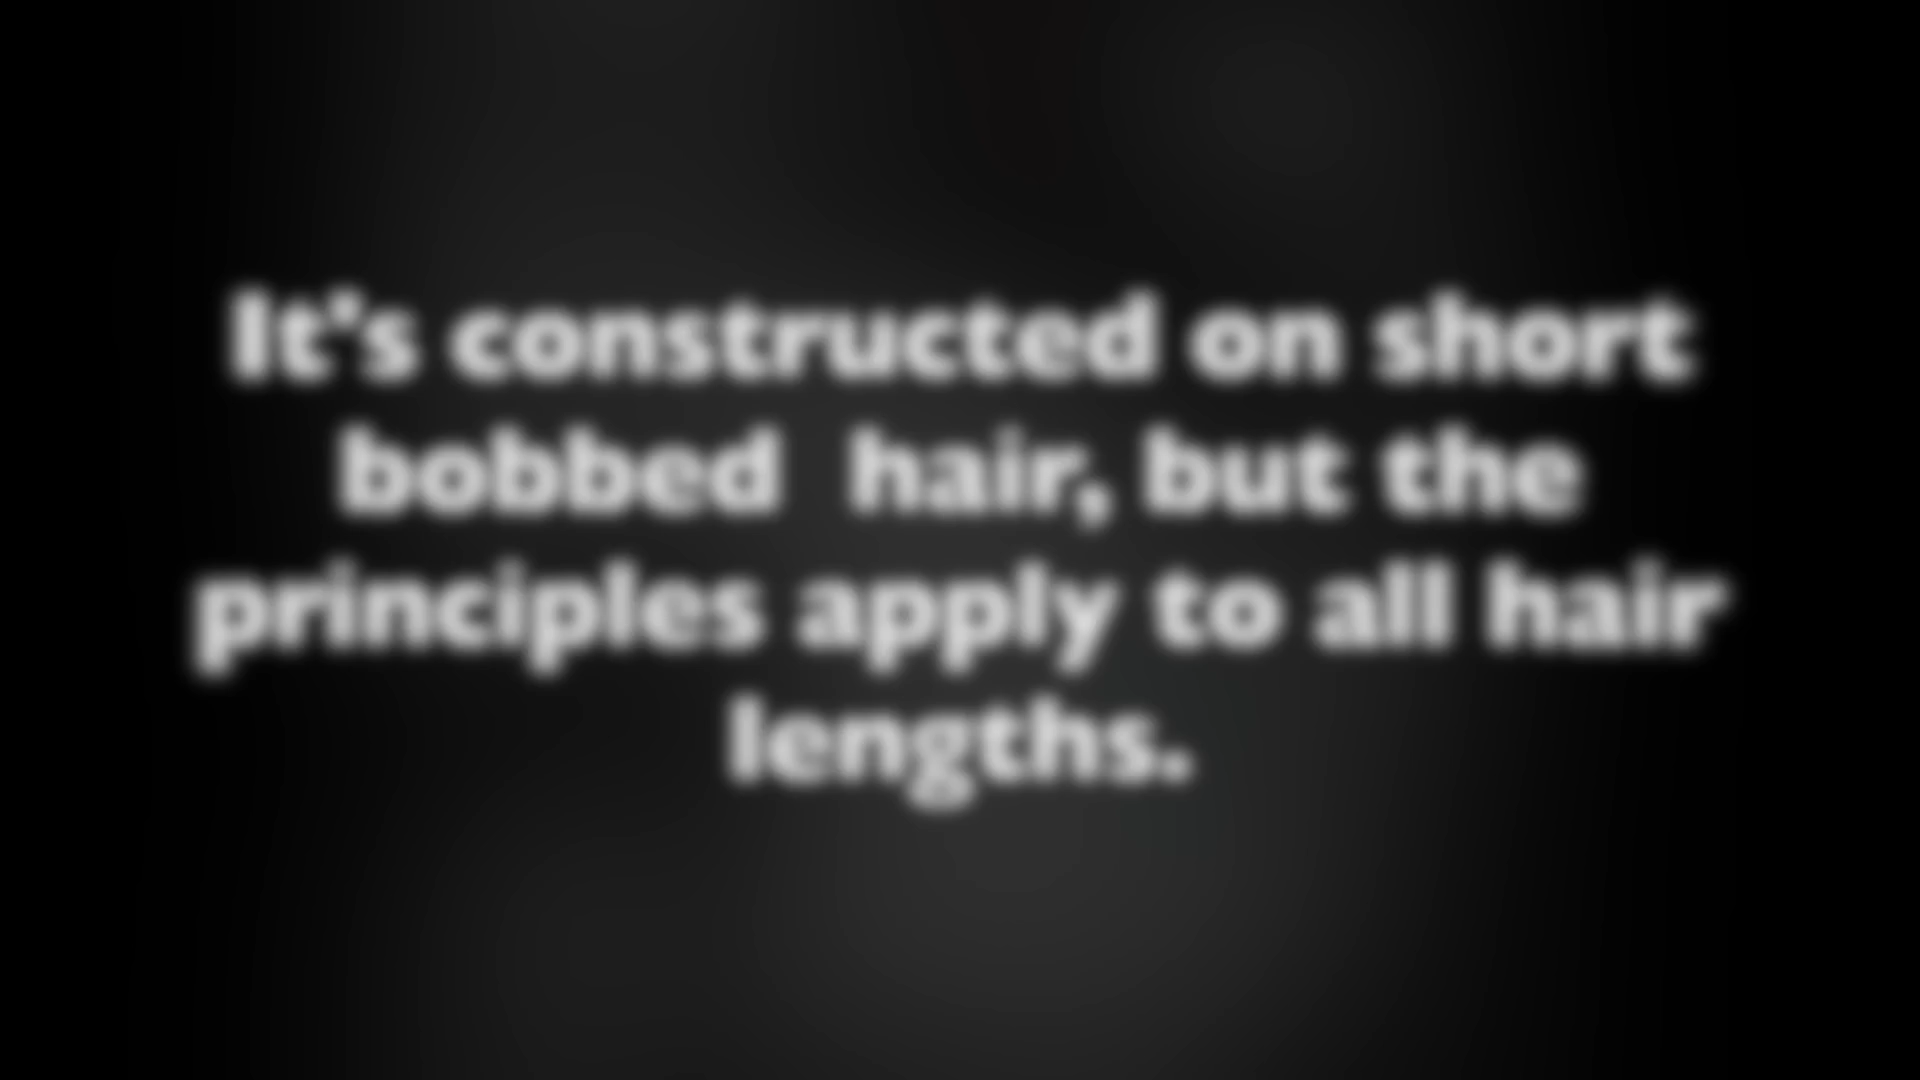 It's constructed on short
bobbed  hair, but the
principles apply to all hair
lengths.